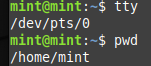 mint@mint:~$ tty
/dev/pts/0
mint@mint:~$ pwd
/home/mint